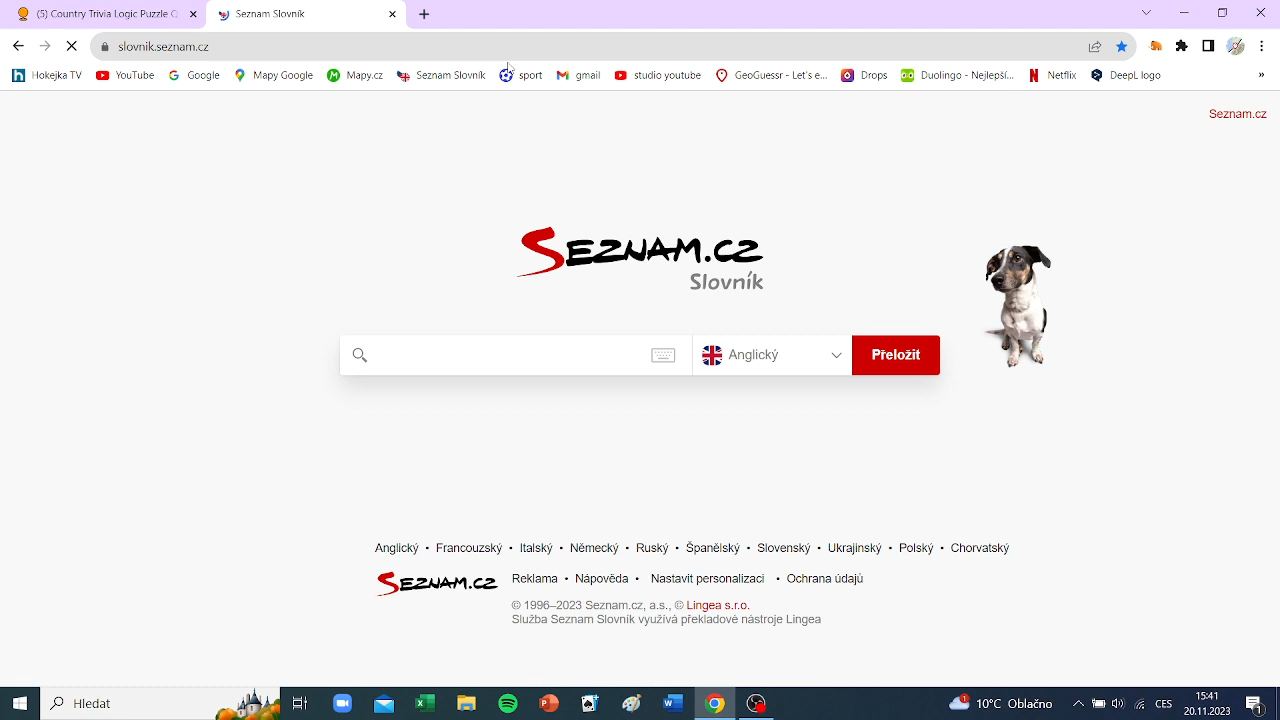 (5) Country Trivia Logic Puzzle C
Seznam Slovník
slovnik.seznam.cz
Hokejka TV
YouTube
Google
Mapy Google
Mapy.cz
Seznam Slovník
sport
gmail
studio youtube
GeoGuessr - Let's e...
Drops
Duolingo - Nejlepší...
Netflix
DeepL logo
»
Seznam.cz
SEZNAM.CZ
Slovník
Anglický
Přeložit
Anglický • Francouzský • Italský • Německý • Ruský • Španělský • Slovenský • Ukrajinský • Polský • Chorvatský
SEZNAM.CZ
Reklama • Nápověda • Nastavit personalizaci • Ochrana údajů
© 1996–2023 Seznam.cz, a.s., © Lingea s.r.o.
Služba Seznam Slovník využívá překladové nástroje Lingea
Hledat
1
10°C Oblačno
CES
15:41
20.11.2023